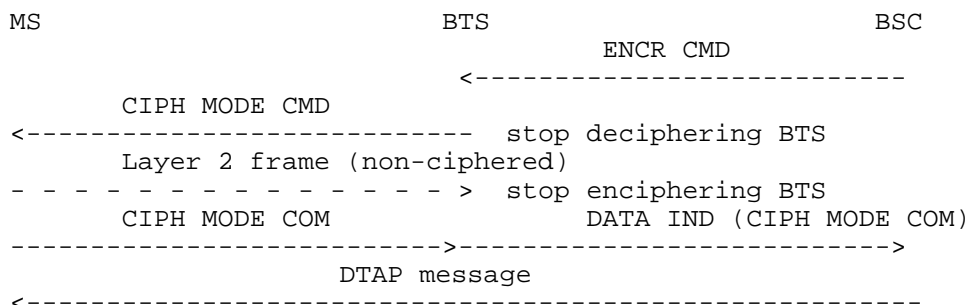 MS BTS BSC
ENCR CMD
<---------------------------
CIPH MODE CMD
<---------------------------- stop deciphering BTS
Layer 2 frame (non-ciphered)
- - - - - - - - - - - - - - > stop enciphering BTS
CIPH MODE COM DATA IND (CIPH MODE COM)
--------------------------->--------------------------->
DTAP message
<--------------------------------------------------------